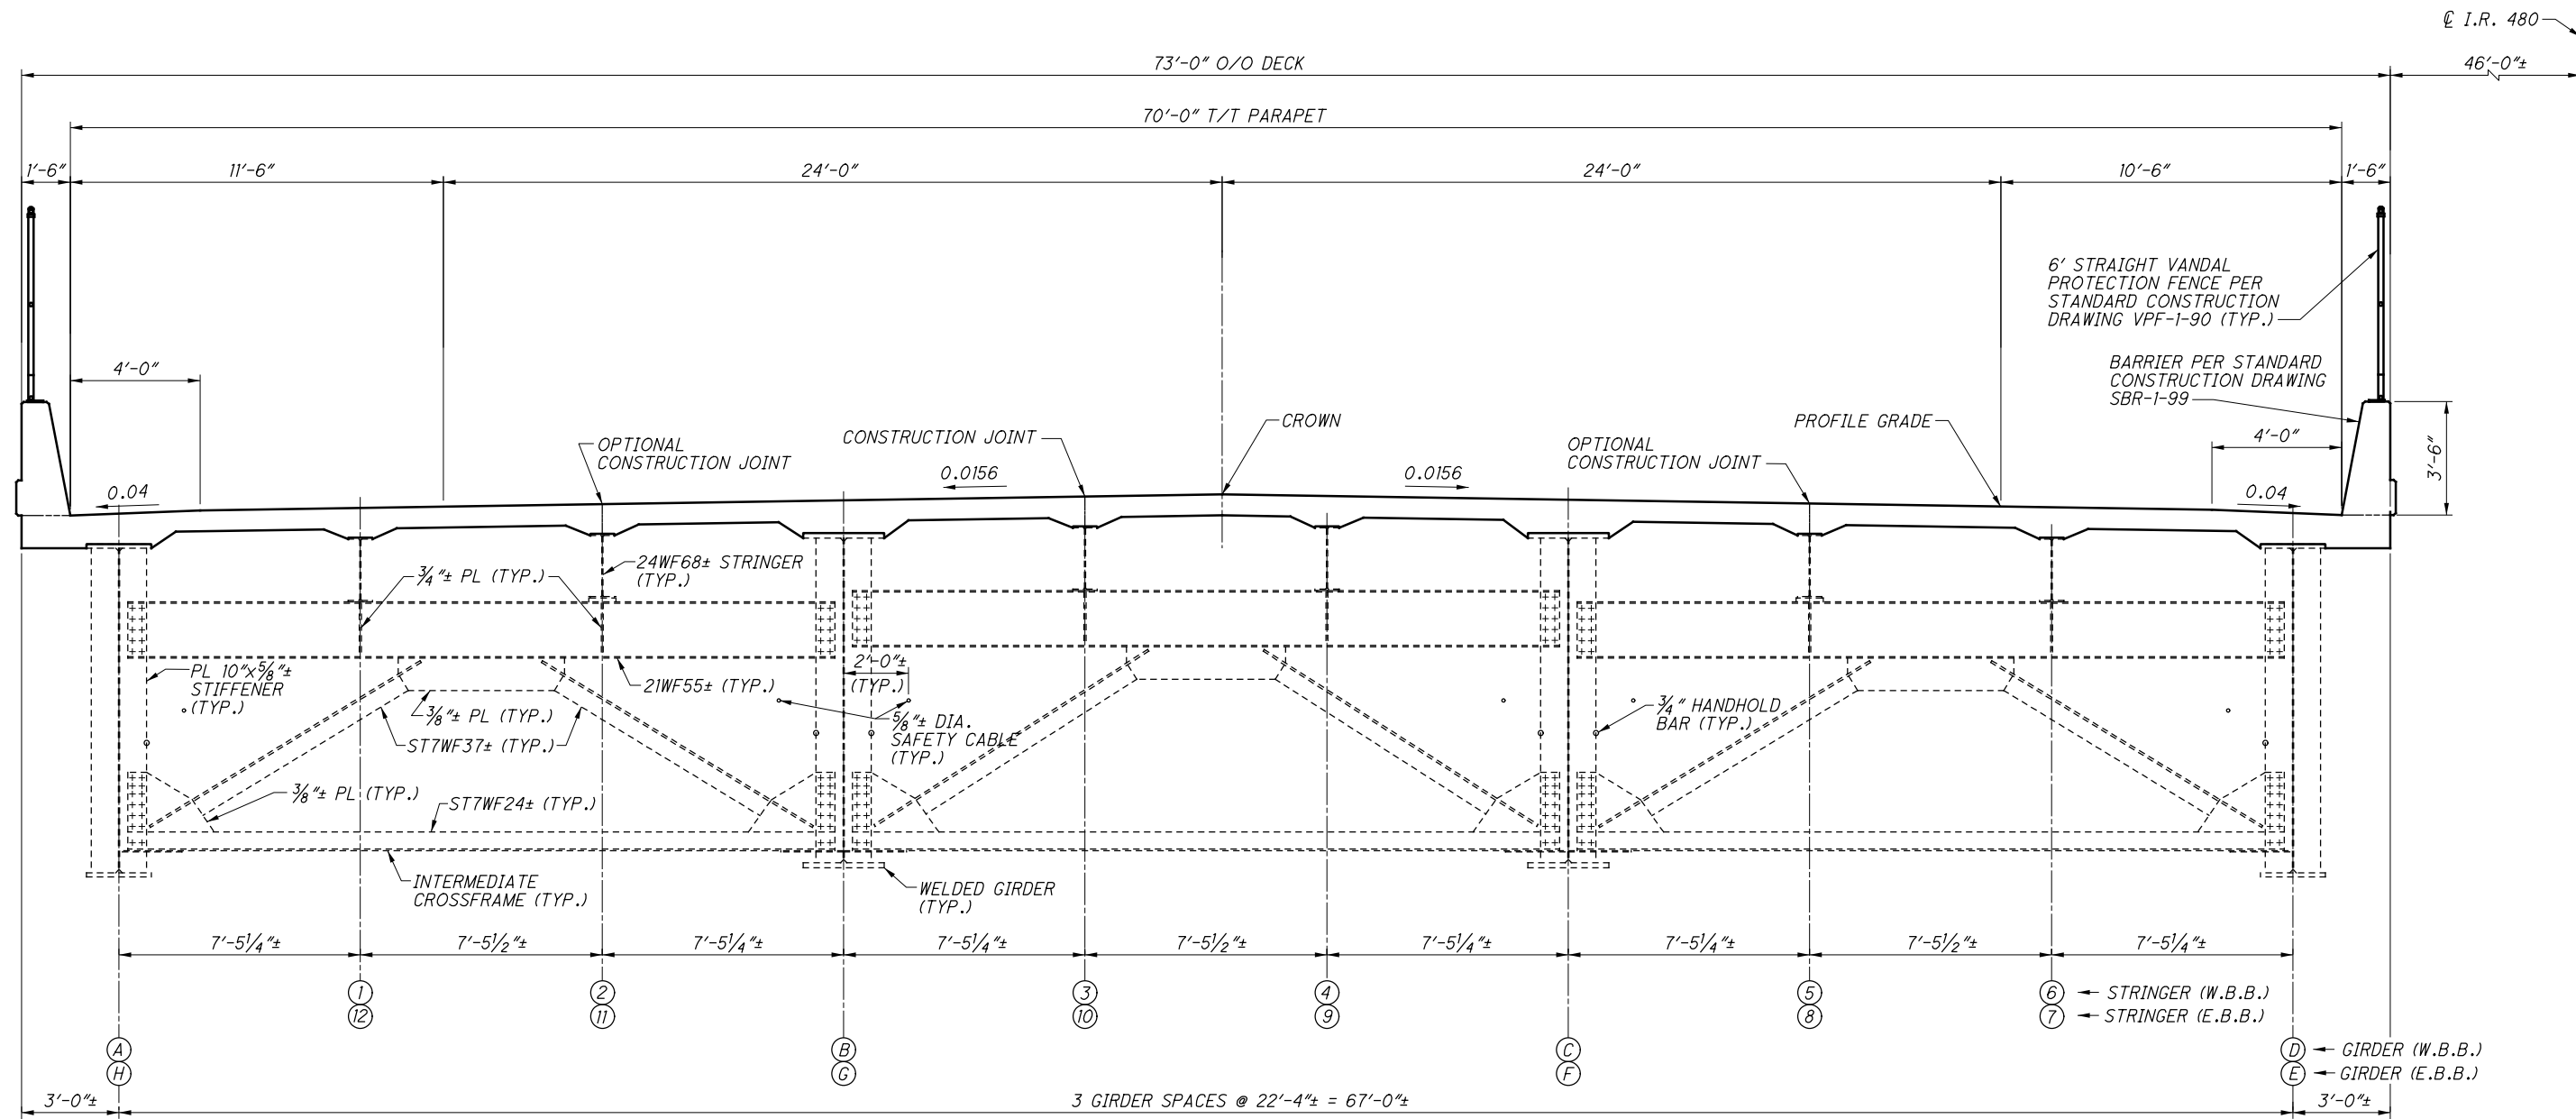 ℄ I.R. 480
73'-0" O/O DECK
46'-0"±
70'-0" T/T PARAPET
1'-6"
11'-6"
24'-0"
24'-0"
10'-6"
1'-6"
6' STRAIGHT VANDAL
PROTECTION FENCE PER
STANDARD CONSTRUCTION
DRAWING VPF-1-90 (TYP.)
BARRIER PER STANDARD
CONSTRUCTION DRAWING
SBR-1-99
4'-0"
OPTIONAL
CONSTRUCTION JOINT
CONSTRUCTION JOINT
CROWN
OPTIONAL
CONSTRUCTION JOINT
PROFILE GRADE
4'-0"
3'-6"
0.04
0.0156
0.0156
0.04
24WF68± STRINGER
(TYP.)
3/4"± PL (TYP.)
PL 10"X5/8"±
STIFFENER
(TYP.)
21WF55± (TYP.)
2'-0"±
(TYP.)
3/8"± PL (TYP.)
5/8"± DIA.
SAFETY CABLE
(TYP.)
3/4" HANDHOLD
BAR (TYP.)
ST7WF37± (TYP.)
3/8"± PL (TYP.)
ST7WF24± (TYP.)
INTERMEDIATE
CROSSFRAME (TYP.)
WELDED GIRDER
(TYP.)
7'-5 1/4"±
7'-5 1/2"±
7'-5 1/4"±
7'-5 1/4"±
7'-5 1/2"±
7'-5 1/4"±
7'-5 1/4"±
7'-5 1/2"±
7'-5 1/4"±
1
2
3
4
5
6
STRINGER (W.B.B.)
12
11
10
9
8
7
STRINGER (E.B.B.)
A
B
C
D
GIRDER (W.B.B.)
H
G
F
E
GIRDER (E.B.B.)
3'-0"±
3 GIRDER SPACES @ 22'-4"± = 67'-0"±
3'-0"±